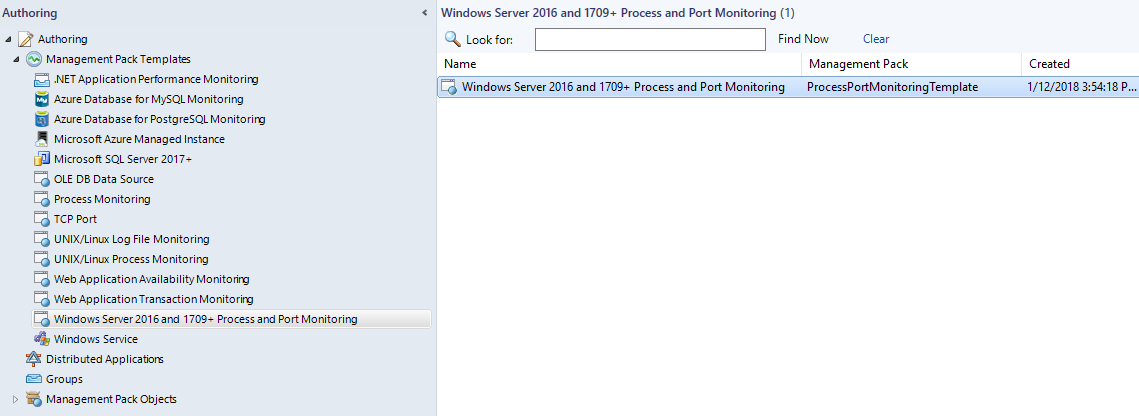 Authoring
Authoring
Management Pack Templates
.NET Application Performance Monitoring
Azure Database for MySQL Monitoring
Azure Database for PostgreSQL Monitoring
Microsoft Azure Managed Instance
Microsoft SQL Server 2017+
OLE DB Data Source
Process Monitoring
TCP Port
UNIX/Linux Log File Monitoring
UNIX/Linux Process Monitoring
Web Application Availability Monitoring
Web Application Transaction Monitoring
Windows Server 2016 and 1709+ Process and Port Monitoring
Windows Service
Distributed Applications
Groups
Management Pack Objects
Windows Server 2016 and 1709+ Process and Port Monitoring (1)
Look for: Find Now Clear
Name Management Pack Created
Windows Server 2016 and 1709+ Process and Port Monitoring ProcessPortMonitoringTemplate 1/12/2018 3:54:18 P...